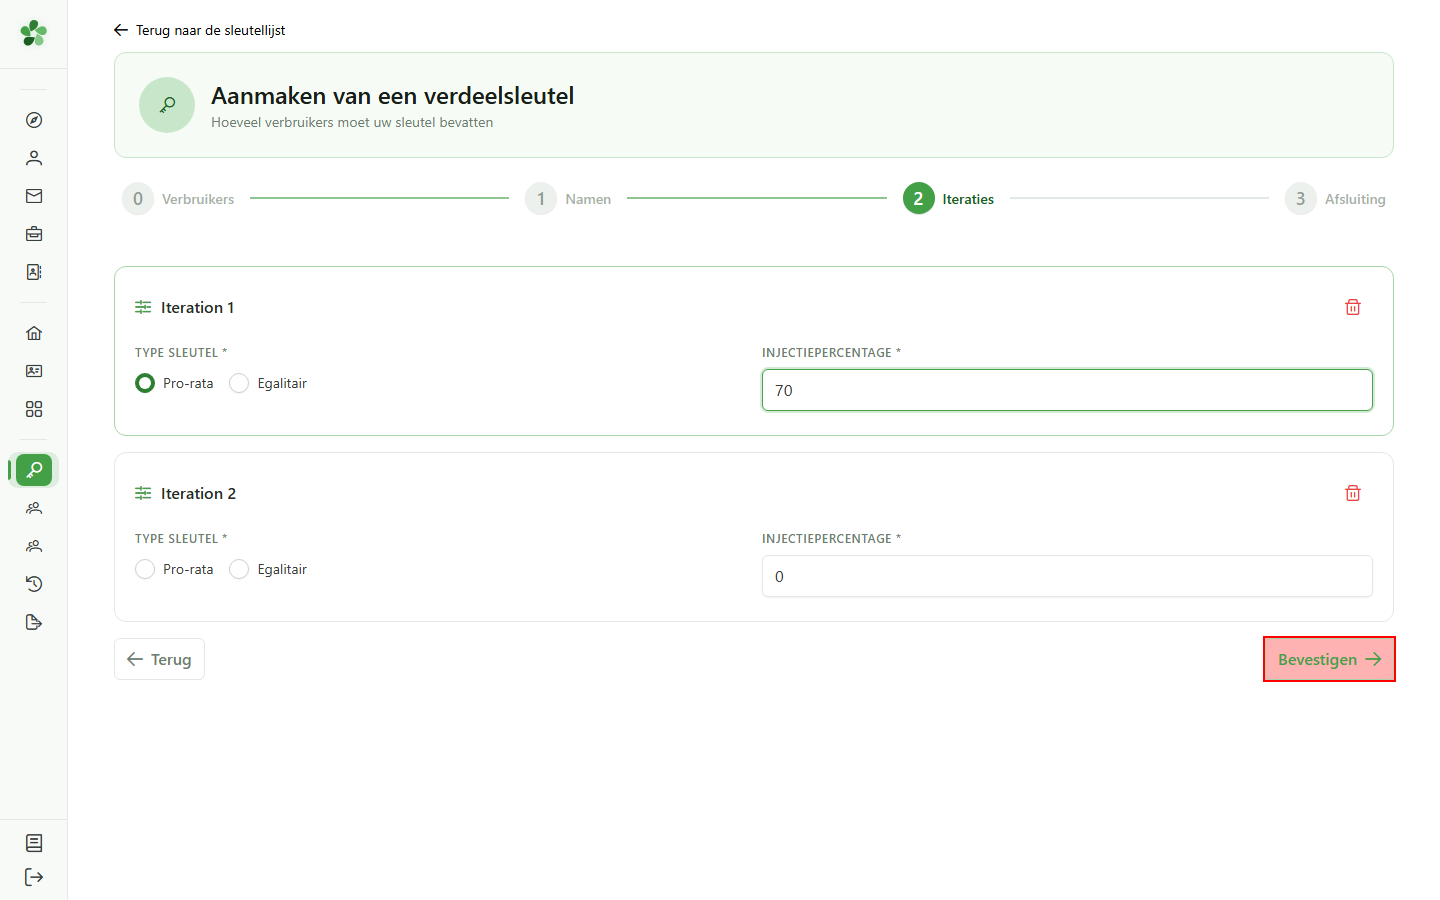 Terug naar de sleutellijst
Aanmaken van een verdeelsleutel
Hoeveel verbruikers moet uw sleutel bevatten
0 Verbruikers 1 Namen 2 Iteraties 3 Afsluiting
Iteration 1
TYPE SLEUTEL * INJECTIEPERCENTAGE *
Pro-rata Egalitair 70
Iteration 2
TYPE SLEUTEL * INJECTIEPERCENTAGE *
Pro-rata Egalitair 0
Terug Bevestigen